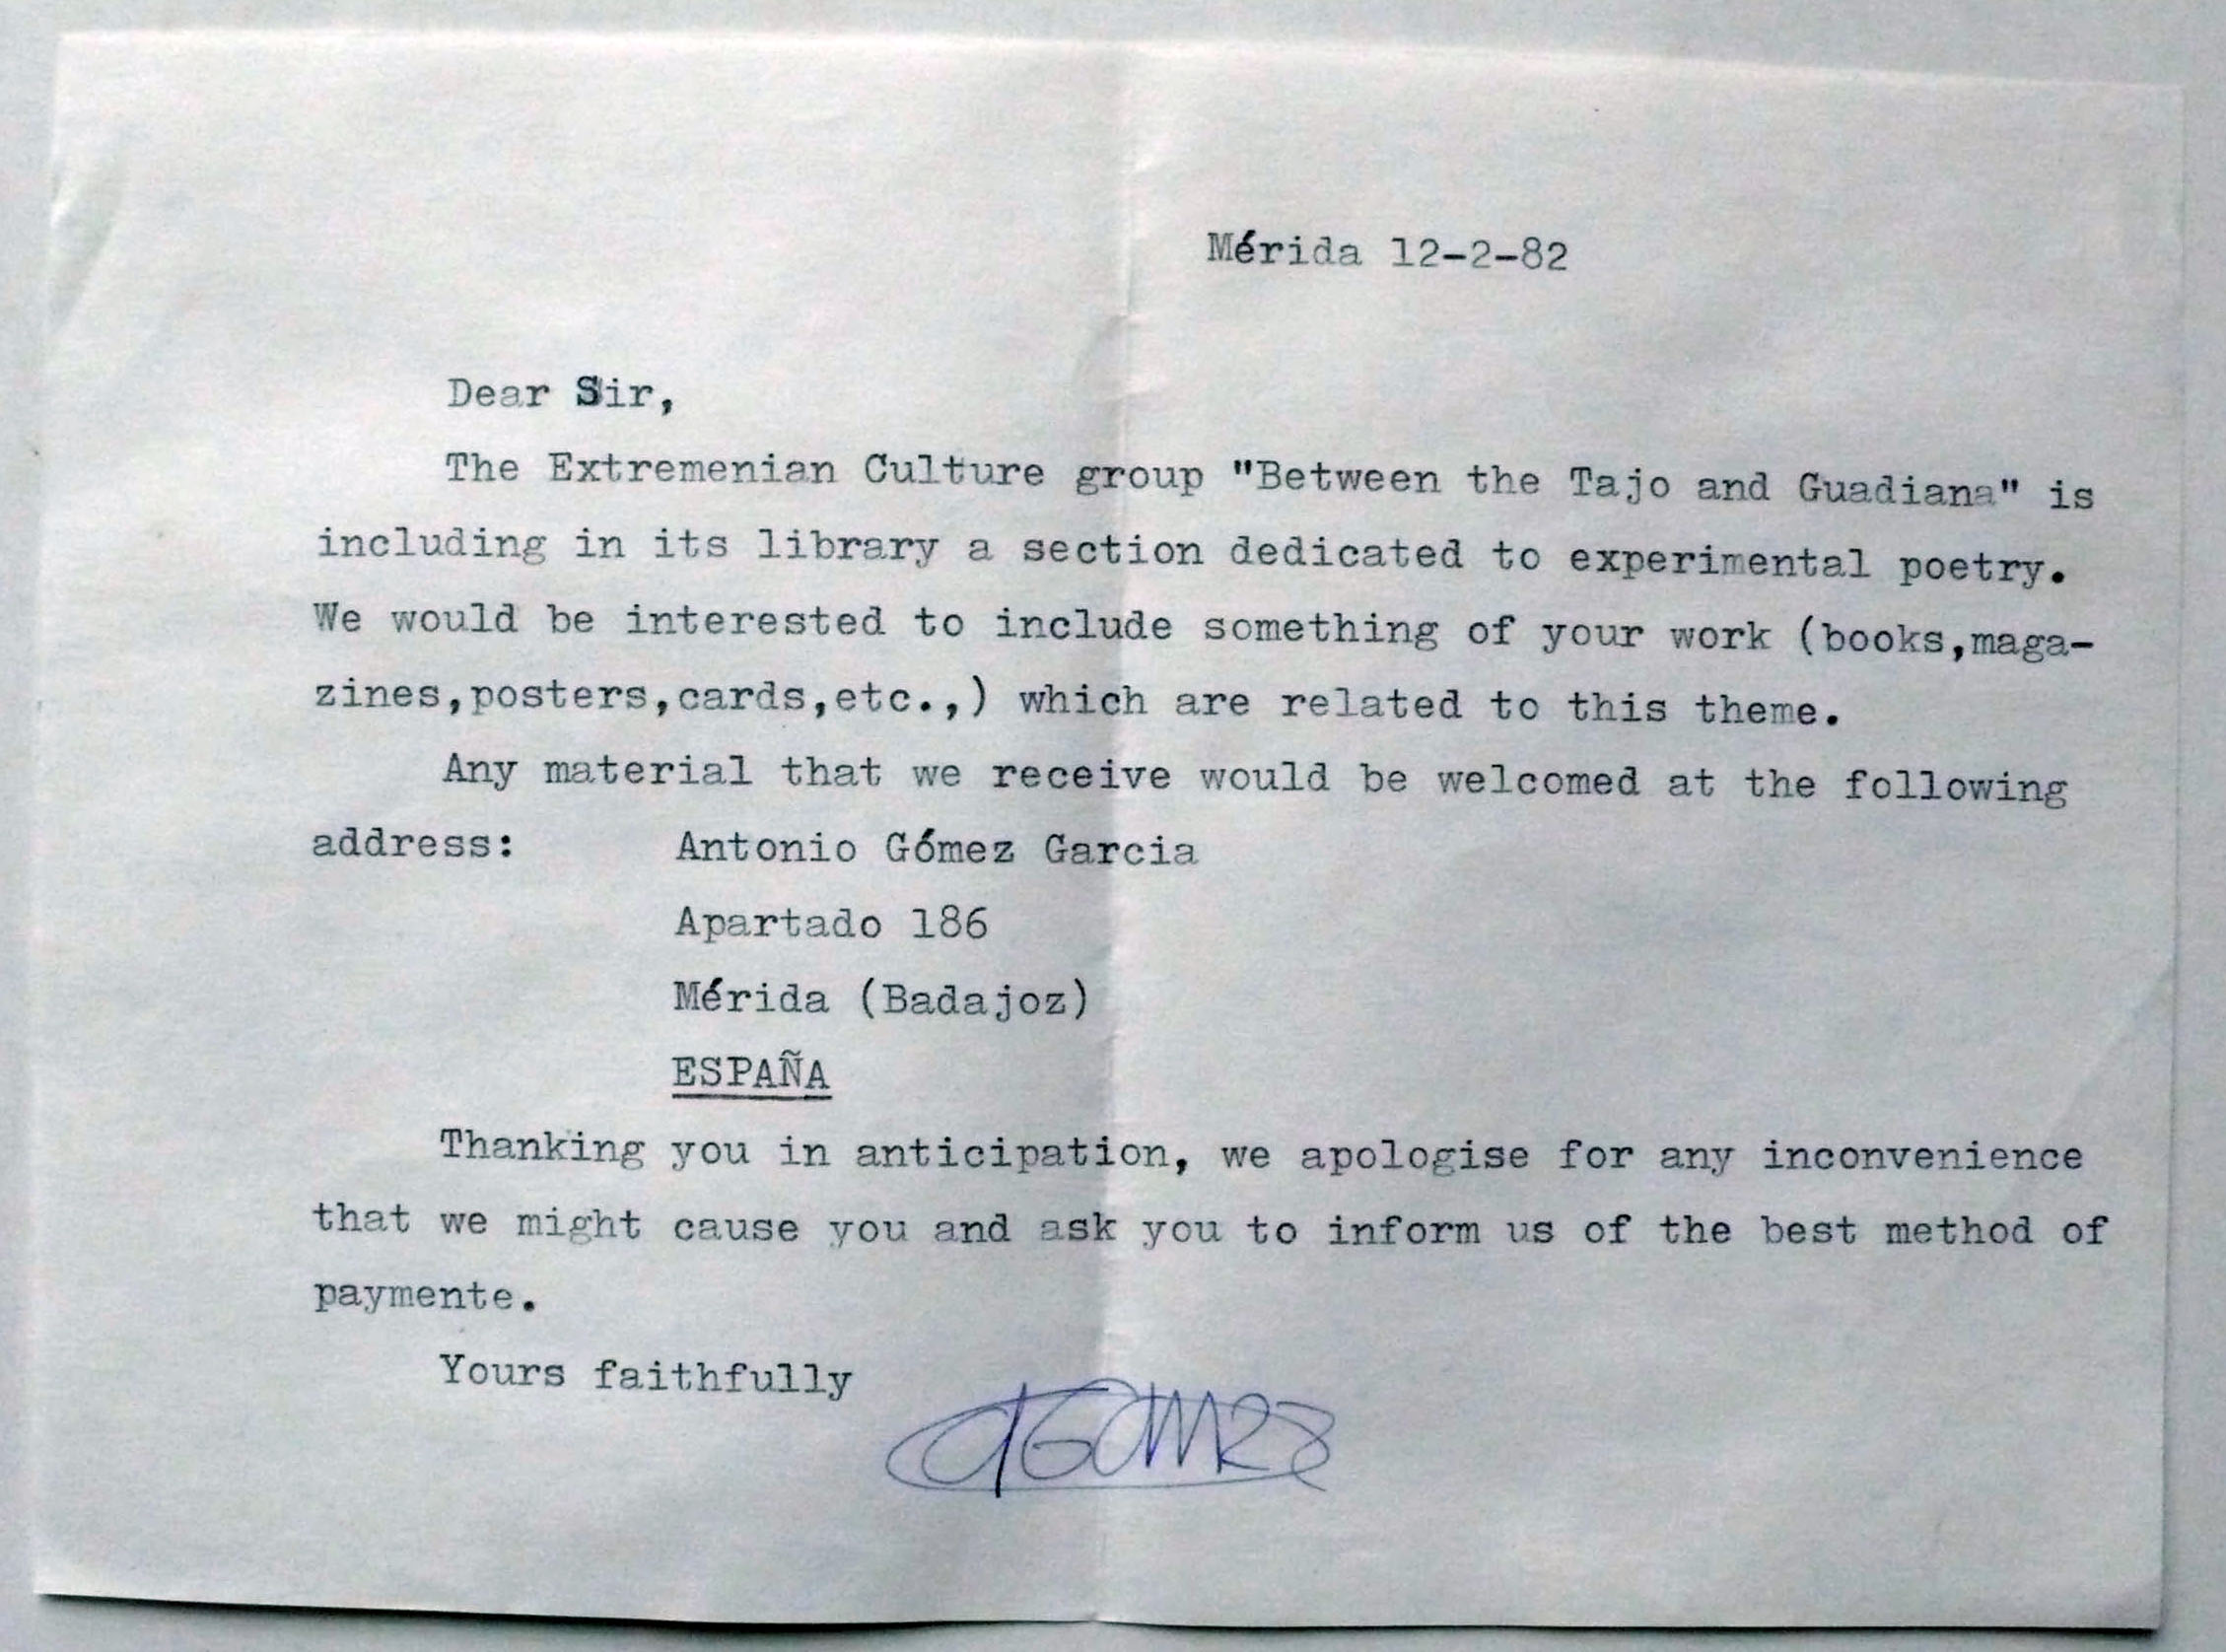 Mérida 12-2-82
Dear Sir,
The Extremenian Culture group "Between the Tajo and Guadiana" is
including in its library a section dedicated to experimental poetry.
We would be interested to include something of your work (books,maga-
zines,posters,cards,etc.,) which are related to this theme.
Any material that we receive would be welcomed at the following
address: Antonio Gómez Garcia
Apartado 186
Mérida (Badajoz)
ESPAÑA
Thanking you in anticipation, we apologise for any inconvenience
that we might cause you and ask you to inform us of the best method of
paymente.
Yours faithfully